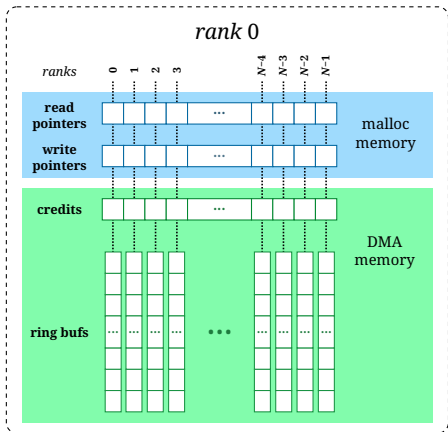 rank 0
ranks 0 1 2 3 N−4 N−3 N−2 N−1
read
pointers
...
malloc
memory
write
pointers
...
credits
...
DMA
memory
ring bufs
... ... ... ... ... ... ... ... ...